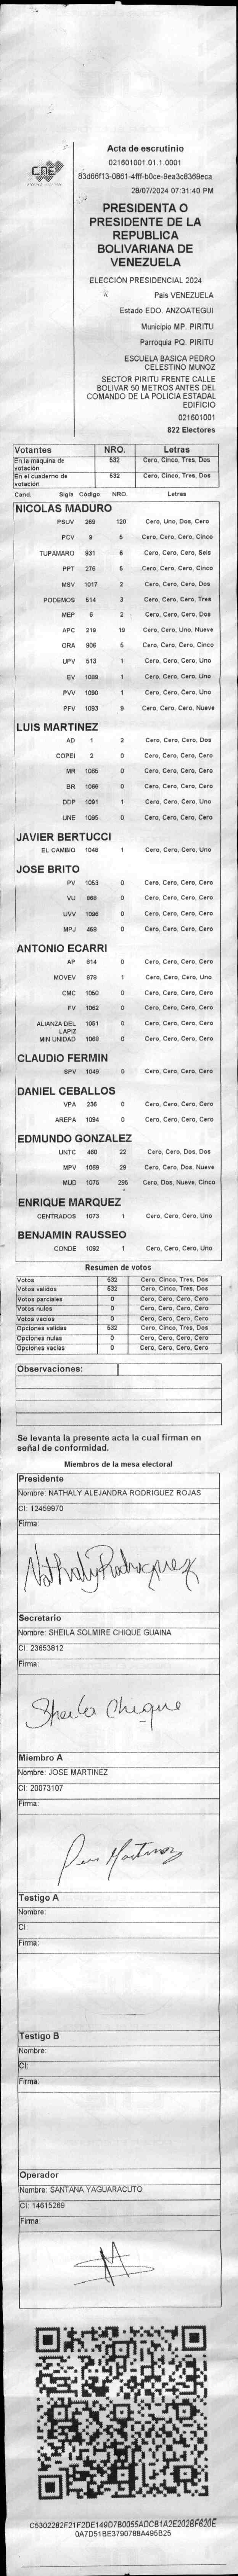 CNE
Acta de escrutinio
021601001.01.1.0001
83d66f13-0861-4fff-b0ce-9ea3c8369eca
28/07/2024 07:31:40 PM
PRESIDENTA O
PRESIDENTE DE LA
REPUBLICA
BOLIVARIANA DE
VENEZUELA
ELECCIÓN PRESIDENCIAL 2024
Pais VENEZUELA
Estado EDO. ANZOATEGUI
Municipio MP. PIRITU
Parroquia PQ. PIRITU
ESCUELA BASICA PEDRO
CELESTINO MUÑOZ
SECTOR PIRITU FRENTE CALLE
BOLIVAR 50 METROS ANTES DEL
COMANDO DE LA POLICIA ESTADAL
EDIFICIO
021601001
822 Electores
Votantes NRO. Letras
En la máquina de votación 532 Cero, Cinco, Tres, Dos
En el cuaderno de votación 532 Cero, Cinco, Tres, Dos
Cand. Sigla Código NRO. Letras
NICOLAS MADURO
PSUV 269 120 Cero, Uno, Dos, Cero
PCV 9 5 Cero, Cero, Cero, Cinco
TUPAMARO 931 6 Cero, Cero, Cero, Seis
PPT 276 5 Cero, Cero, Cero, Cinco
MSV 1017 2 Cero, Cero, Cero, Dos
PODEMOS 514 3 Cero, Cero, Cero, Tres
MEP 6 2 Cero, Cero, Cero, Dos
APC 219 19 Cero, Cero, Uno, Nueve
ORA 906 5 Cero, Cero, Cero, Cinco
UPV 513 1 Cero, Cero, Cero, Uno
EV 1089 1 Cero, Cero, Cero, Uno
PVV 1090 1 Cero, Cero, Cero, Uno
PFV 1093 9 Cero, Cero, Cero, Nueve
LUIS MARTINEZ
AD 1 2 Cero, Cero, Cero, Dos
COPEI 2 0 Cero, Cero, Cero, Cero
MR 1065 0 Cero, Cero, Cero, Cero
BR 1066 0 Cero, Cero, Cero, Cero
DDP 1091 1 Cero, Cero, Cero, Uno
UNE 1095 0 Cero, Cero, Cero, Cero
JAVIER BERTUCCI
EL CAMBIO 1048 1 Cero, Cero, Cero, Uno
JOSE BRITO
PV 1053 0 Cero, Cero, Cero, Cero
VU 868 0 Cero, Cero, Cero, Cero
UVV 1096 0 Cero, Cero, Cero, Cero
MPJ 459 0 Cero, Cero, Cero, Cero
ANTONIO ECARRI
AP 814 0 Cero, Cero, Cero, Cero
MOVEV 878 1 Cero, Cero, Cero, Uno
CMC 1050 0 Cero, Cero, Cero, Cero
FV 1062 0 Cero, Cero, Cero, Cero
ALIANZA DEL LAPIZ 1051 0 Cero, Cero, Cero, Cero
MIN UNIDAD 1068 0 Cero, Cero, Cero, Cero
CLAUDIO FERMIN
SPV 1049 0 Cero, Cero, Cero, Cero
DANIEL CEBALLOS
VPA 236 0 Cero, Cero, Cero, Cero
AREPA 1094 0 Cero, Cero, Cero, Cero
EDMUNDO GONZALEZ
UNTC 460 22 Cero, Cero, Dos, Dos
MPV 1069 29 Cero, Cero, Dos, Nueve
MUD 1075 295 Cero, Dos, Nueve, Cinco
ENRIQUE MARQUEZ
CENTRADOS 1073 1 Cero, Cero, Cero, Uno
BENJAMIN RAUSSEO
CONDE 1092 1 Cero, Cero, Cero, Uno
Resumen de votos
Votos 532 Cero, Cinco, Tres, Dos
Votos validos 532 Cero, Cinco, Tres, Dos
Votos parciales 0 Cero, Cero, Cero, Cero
Votos nulos 0 Cero, Cero, Cero, Cero
Votos vacios 0 Cero, Cero, Cero, Cero
Opciones validas 532 Cero, Cinco, Tres, Dos
Opciones nulas 0 Cero, Cero, Cero, Cero
Opciones vacias 0 Cero, Cero, Cero, Cero
Observaciones:
Se levanta la presente acta la cual firman en
señal de conformidad.
Miembros de la mesa electoral
Presidente
Nombre: NATHALY ALEJANDRA RODRIGUEZ ROJAS
CI: 12459970
Firma:
Nathaly Rodriguez
Secretario
Nombre: SHEILA SOLMIRE CHIQUE GUAINA
CI: 23653812
Firma:
Sheila Chique
Miembro A
Nombre: JOSE MARTINEZ
CI: 20073107
Firma:
Martinez
Testigo A
Nombre:
CI:
Firma:
Testigo B
Nombre:
CI:
Firma:
Operador
Nombre: SANTANA YAGUARACUTO
CI: 14615269
Firma:
C5302282F21F2DE149D7B0055ADCB1A2E2028F620E
0A7D51BE3790788A495B25